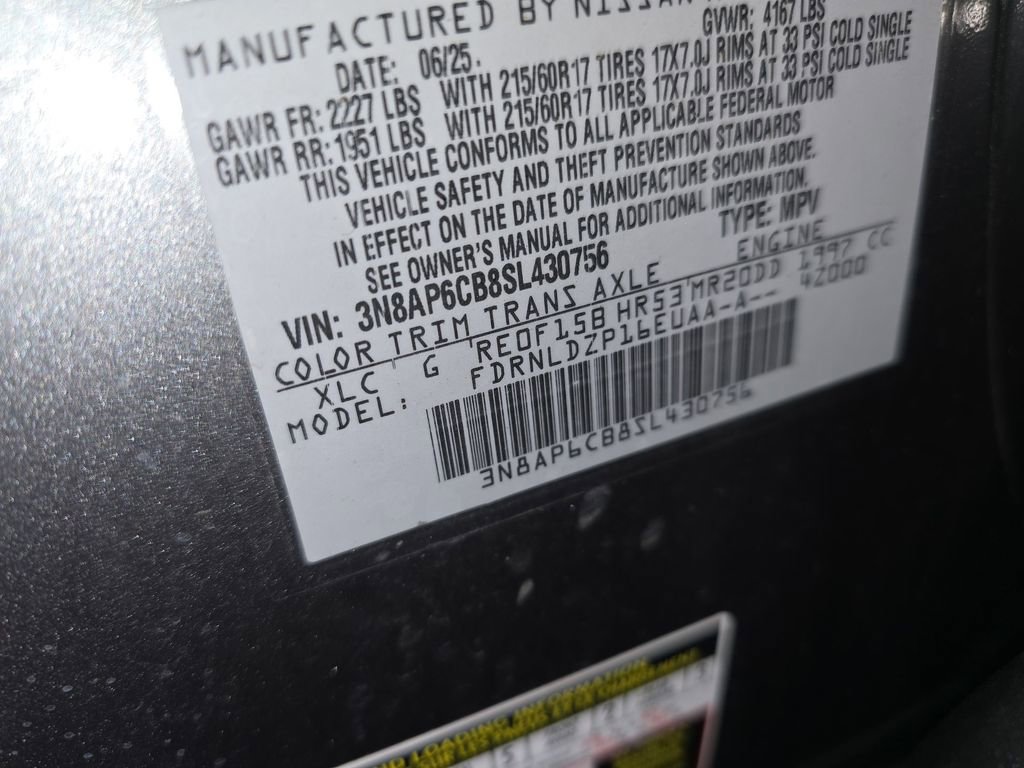 MANUFACTURED BY NISSAN
DATE: 06/25. GVWR: 4167 LBS
GAWR FR: 2227 LBS WITH 215/60R17 TIRES 17X7.0J RIMS AT 33 PSI COLD SINGLE
GAWR RR: 1951 LBS WITH 215/60R17 TIRES 17X7.0J RIMS AT 33 PSI COLD SINGLE
THIS VEHICLE CONFORMS TO ALL APPLICABLE FEDERAL MOTOR
VEHICLE SAFETY AND THEFT PREVENTION STANDARDS
IN EFFECT ON THE DATE OF MANUFACTURE SHOWN ABOVE.
SEE OWNER'S MANUAL FOR ADDITIONAL INFORMATION.
VIN: 3N8AP6CB8SL430756 TYPE: MPV
COLOR TRIM TRANS AXLE ENGINE
XLC G RE0F15B HR53 MR20DD 1997 CC
MODEL: FDRNLDZP16EUAA-A-- 42000
3N8AP6CB8SL430756
LOADING INFORMATION